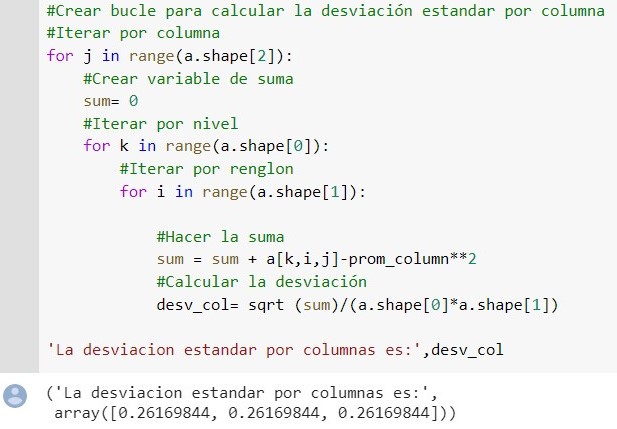 #Crear bucle para calcular la desviación estandar por columna
#Iterar por columna
for j in range(a.shape[2]):
    #Crear variable de suma
    sum= 0
    #Iterar por nivel
    for k in range(a.shape[0]):
        #Iterar por renglon
        for i in range(a.shape[1]):
            #Hacer la suma
            sum = sum + a[k,i,j]-prom_column**2
            #Calcular la desviación
            desv_col= sqrt (sum)/(a.shape[0]*a.shape[1])
'La desviacion estandar por columnas es:',desv_col
('La desviacion estandar por columnas es:',
 array([0.26169844, 0.26169844, 0.26169844]))